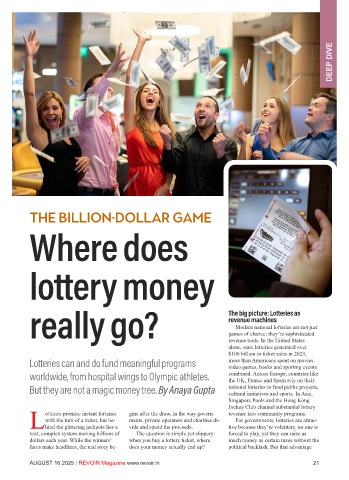 DEEP DIVE
THE BILLION-DOLLAR GAME
Where does
lottery money
really go?
Lotteries can and do fund meaningful programs
worldwide, from hospital wings to Olympic athletes.
But they are not a magic money tree. By Anaya Gupta
Lotteries promise instant fortunes
with the turn of a ticket, but be-
hind the glittering jackpots lies a
vast, complex system moving billions of
dollars each year. While the winners'
faces make headlines, the real story be-
gins after the draw, in the way govern-
ments, private operators and charities di-
vide and spend the proceeds.
The question is simple yet slippery:
when you buy a lottery ticket, where
does your money actually end up?
The big picture: Lotteries as
revenue machines
Modern national lotteries are not just
games of chance; they're sophisticated
revenue tools. In the United States
alone, state lotteries generated over
$100 billion in ticket sales in 2023,
more than Americans spent on movies,
video games, books and sporting events
combined. Across Europe, countries like
the UK, France and Spain rely on their
national lotteries to fund public projects,
cultural initiatives and sports. In Asia,
Singapore Pools and the Hong Kong
Jockey Club channel substantial lottery
revenue into community programs.
For governments, lotteries are attrac-
tive because they're voluntary, no one is
forced to play, yet they can raise as
much money as certain taxes without the
political backlash. But that advantage
AUGUST 16 2025 | REVOIR Magazine www.revoir.in
21